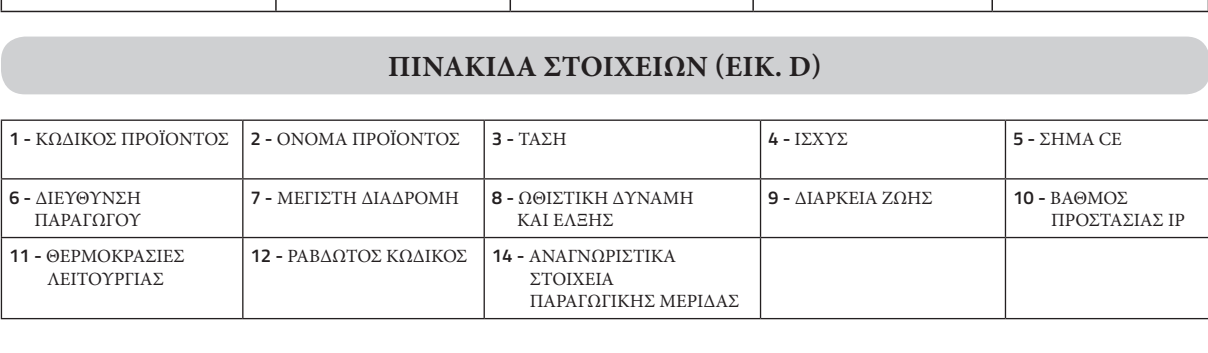 ΠΙΝΑΚΙΔΑ ΣΤΟΙΧΕΙΩΝ (ΕΙΚ. D)
1 - ΚΩΔΙΚΟΣ ΠΡΟΪΟΝΤΟΣ
2 - ΟΝΟΜΑ ΠΡΟΪΟΝΤΟΣ
3 - ΤΑΣΗ
4 - ΙΣΧΥΣ
5 - ΣΗΜΑ CE
6 - ΔΙΕΥΘΥΝΣΗ
ΠΑΡΑΓΩΓΟΥ
7 - ΜΕΓΙΣΤΗ ΔΙΑΔΡΟΜΗ
8 - ΩΘΙΣΤΙΚΗ ΔΥΝΑΜΗ
ΚΑΙ ΕΛΞΗΣ
9 - ΔΙΑΡΚΕΙΑ ΖΩΗΣ
10 - ΒΑΘΜΟΣ
ΠΡΟΣΤΑΣΙΑΣ IP
11 - ΘΕΡΜΟΚΡΑΣΙΕΣ
ΛΕΙΤΟΥΡΓΙΑΣ
12 - ΡΑΒΔΩΤΟΣ ΚΩΔΙΚΟΣ
14 - ΑΝΑΓΝΩΡΙΣΤΙΚΑ
ΣΤΟΙΧΕΙΑ
ΠΑΡΑΓΩΓΙΚΗΣ ΜΕΡΙΔΑΣ